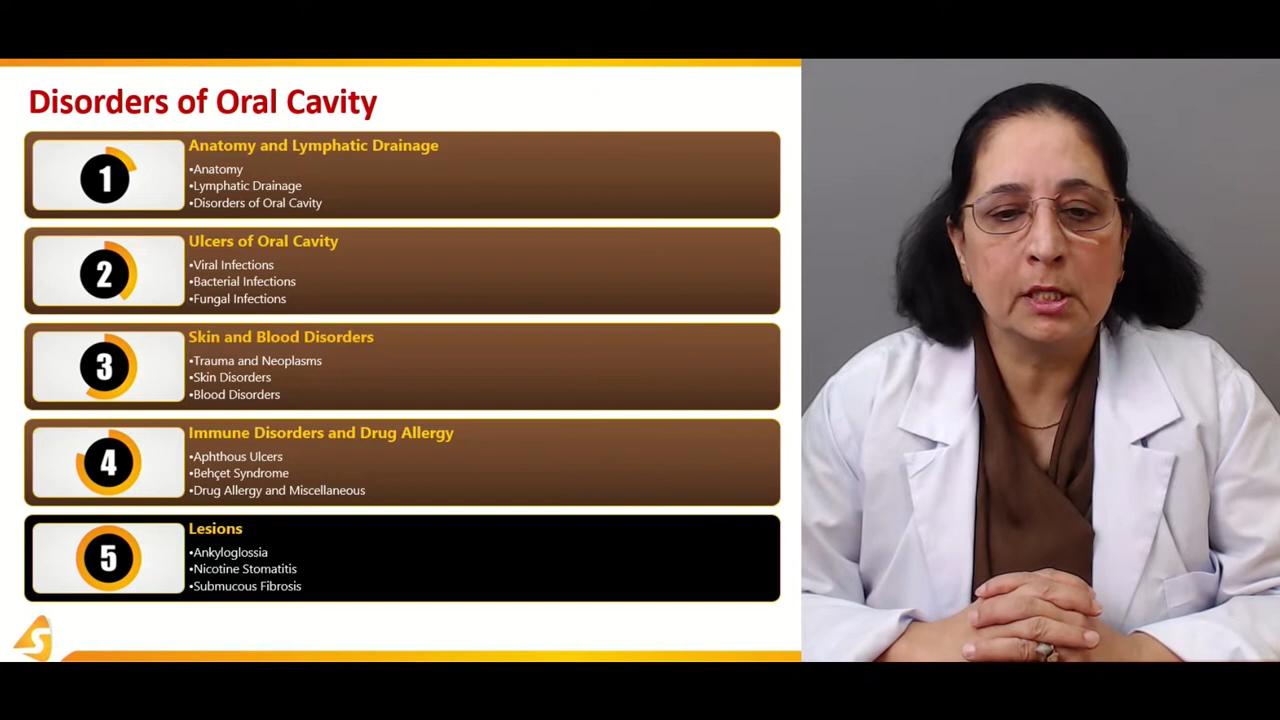 Disorders of Oral Cavity
1
Anatomy and Lymphatic Drainage
•Anatomy
•Lymphatic Drainage
•Disorders of Oral Cavity
2
Ulcers of Oral Cavity
•Viral Infections
•Bacterial Infections
•Fungal Infections
3
Skin and Blood Disorders
•Trauma and Neoplasms
•Skin Disorders
•Blood Disorders
4
Immune Disorders and Drug Allergy
•Aphthous Ulcers
•Behçet Syndrome
•Drug Allergy and Miscellaneous
5
Lesions
•Ankyloglossia
•Nicotine Stomatitis
•Submucous Fibrosis
S